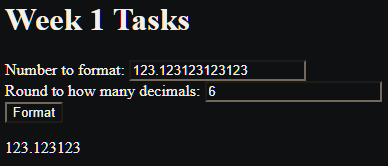 Week 1 Tasks
Number to format: 123.123123123123
Round to how many decimals: 6
Format
123.123123